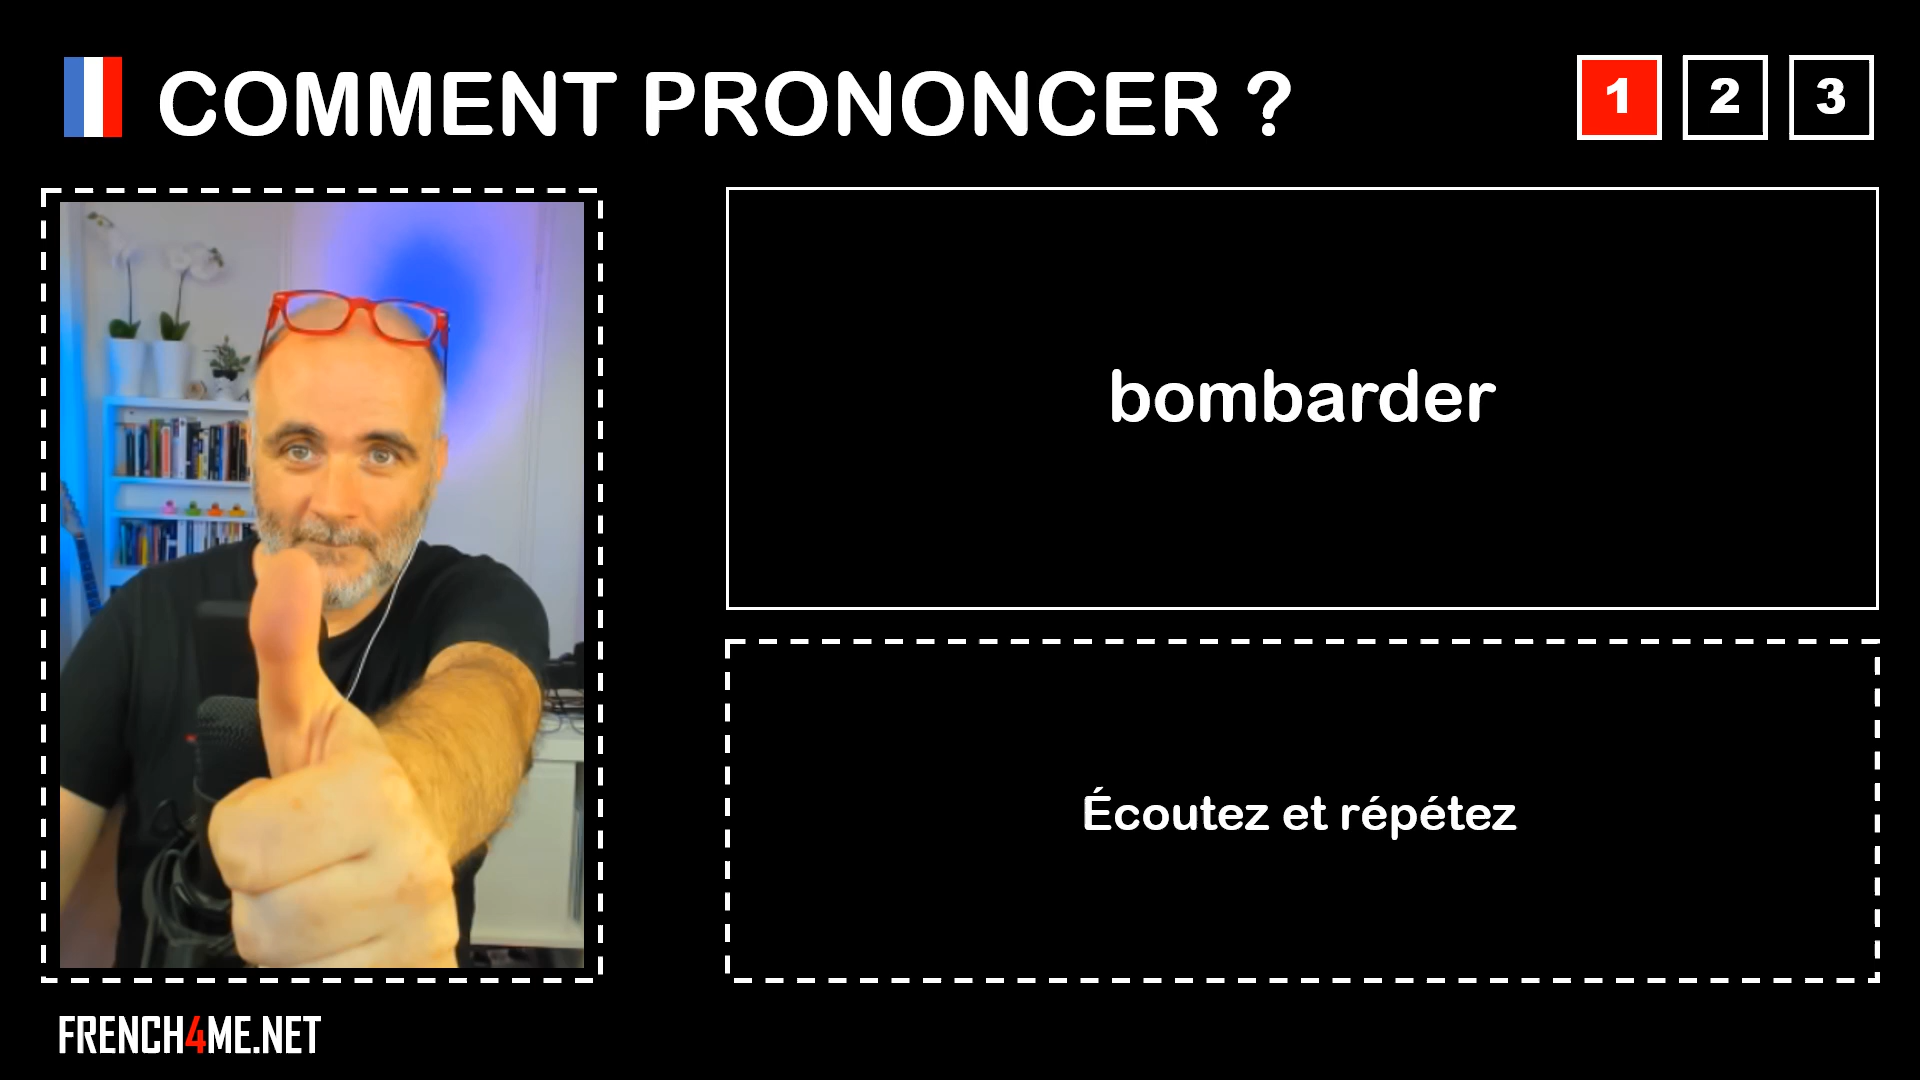 COMMENT PRONONCER ?
1 2 3
bombarder
Écoutez et répétez
FRENCH4ME.NET